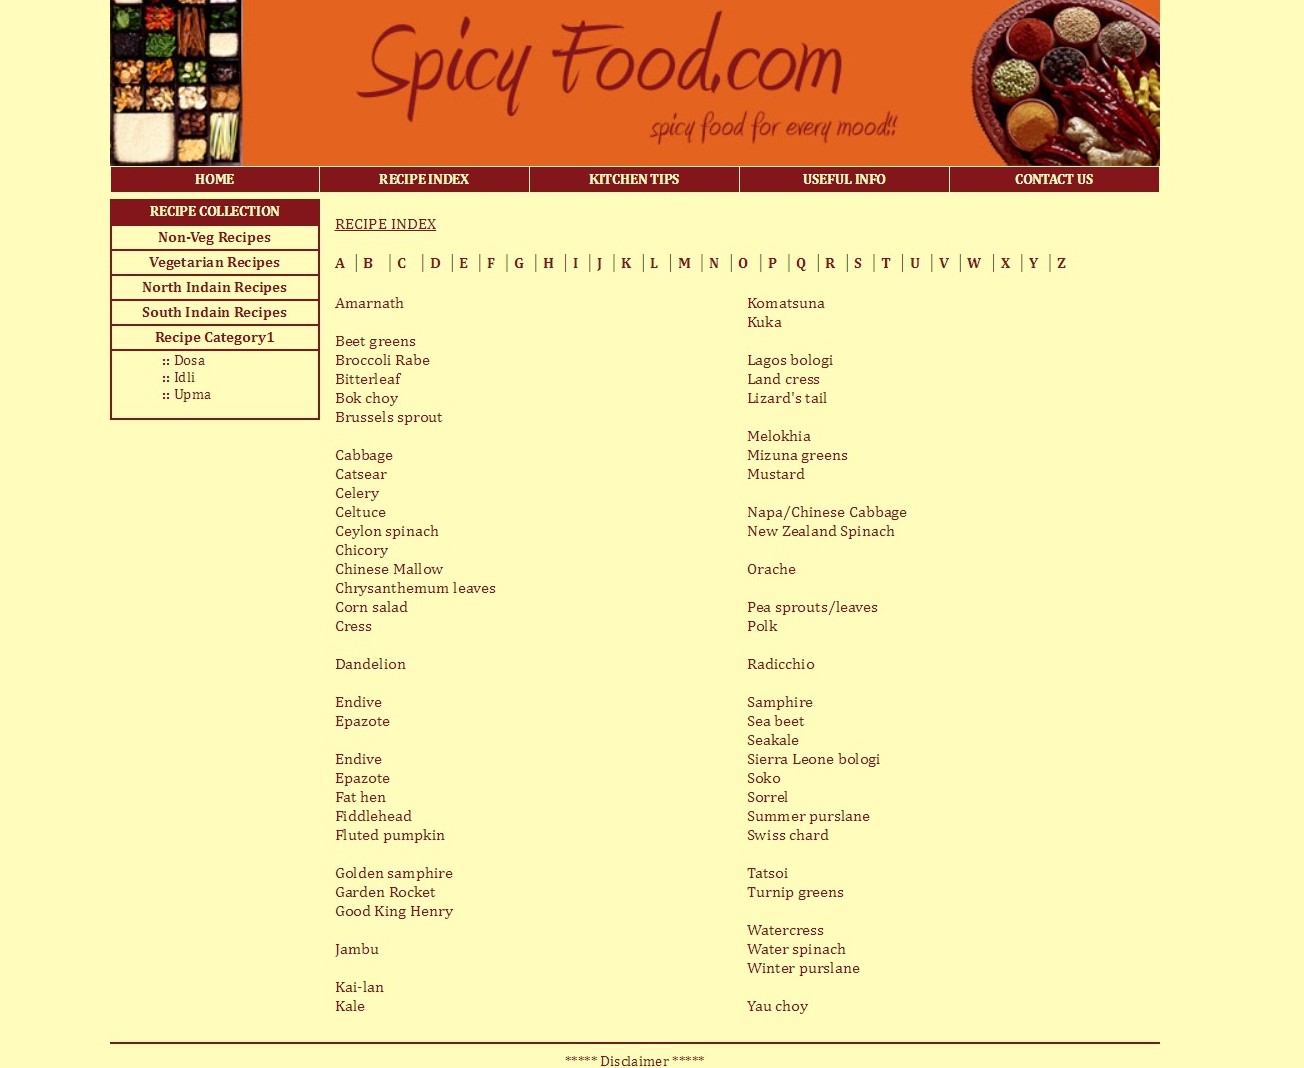 Spicy Food.com
spicy food for every mood!!
HOME RECIPE INDEX KITCHEN TIPS USEFUL INFO CONTACT US
RECIPE COLLECTION
Non-Veg Recipes
Vegetarian Recipes
North Indain Recipes
South Indain Recipes
Recipe Category1
:: Dosa
:: Idli
:: Upma
RECIPE INDEX
A | B | C | D | E | F | G | H | I | J | K | L | M | N | O | P | Q | R | S | T | U | V | W | X | Y | Z
Amarnath
Beet greens
Broccoli Rabe
Bitterleaf
Bok choy
Brussels sprout
Cabbage
Catsear
Celery
Celtuce
Ceylon spinach
Chicory
Chinese Mallow
Chrysanthemum leaves
Corn salad
Cress
Dandelion
Endive
Epazote
Endive
Epazote
Fat hen
Fiddlehead
Fluted pumpkin
Golden samphire
Garden Rocket
Good King Henry
Jambu
Kai-lan
Kale
Komatsuna
Kuka
Lagos bologi
Land cress
Lizard's tail
Melokhia
Mizuna greens
Mustard
Napa/Chinese Cabbage
New Zealand Spinach
Orache
Pea sprouts/leaves
Polk
Radicchio
Samphire
Sea beet
Seakale
Sierra Leone bologi
Soko
Sorrel
Summer purslane
Swiss chard
Tatsoi
Turnip greens
Watercress
Water spinach
Winter purslane
Yau choy
***** Disclaimer *****